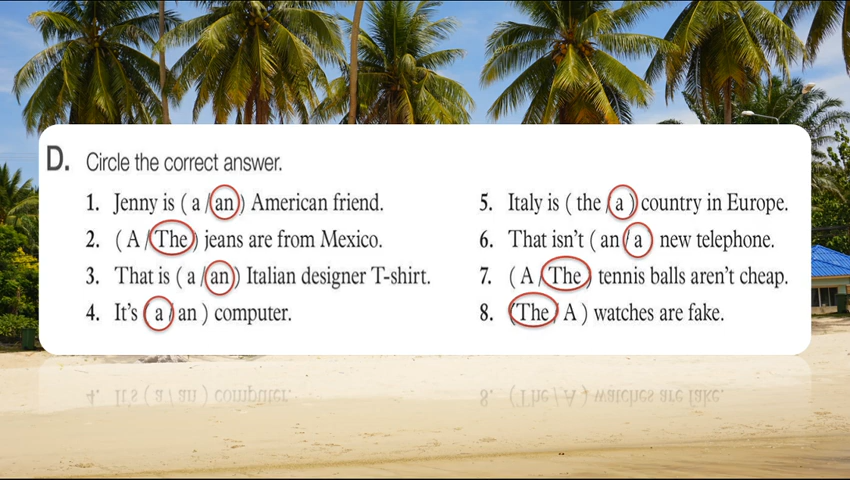 D. Circle the correct answer.
1. Jenny is ( a / an ) American friend.
2. ( A / The ) jeans are from Mexico.
3. That is ( a / an ) Italian designer T-shirt.
4. It's ( a / an ) computer.
5. Italy is ( the / a ) country in Europe.
6. That isn't ( an / a ) new telephone.
7. ( A / The ) tennis balls aren't cheap.
8. (The / A ) watches are fake.